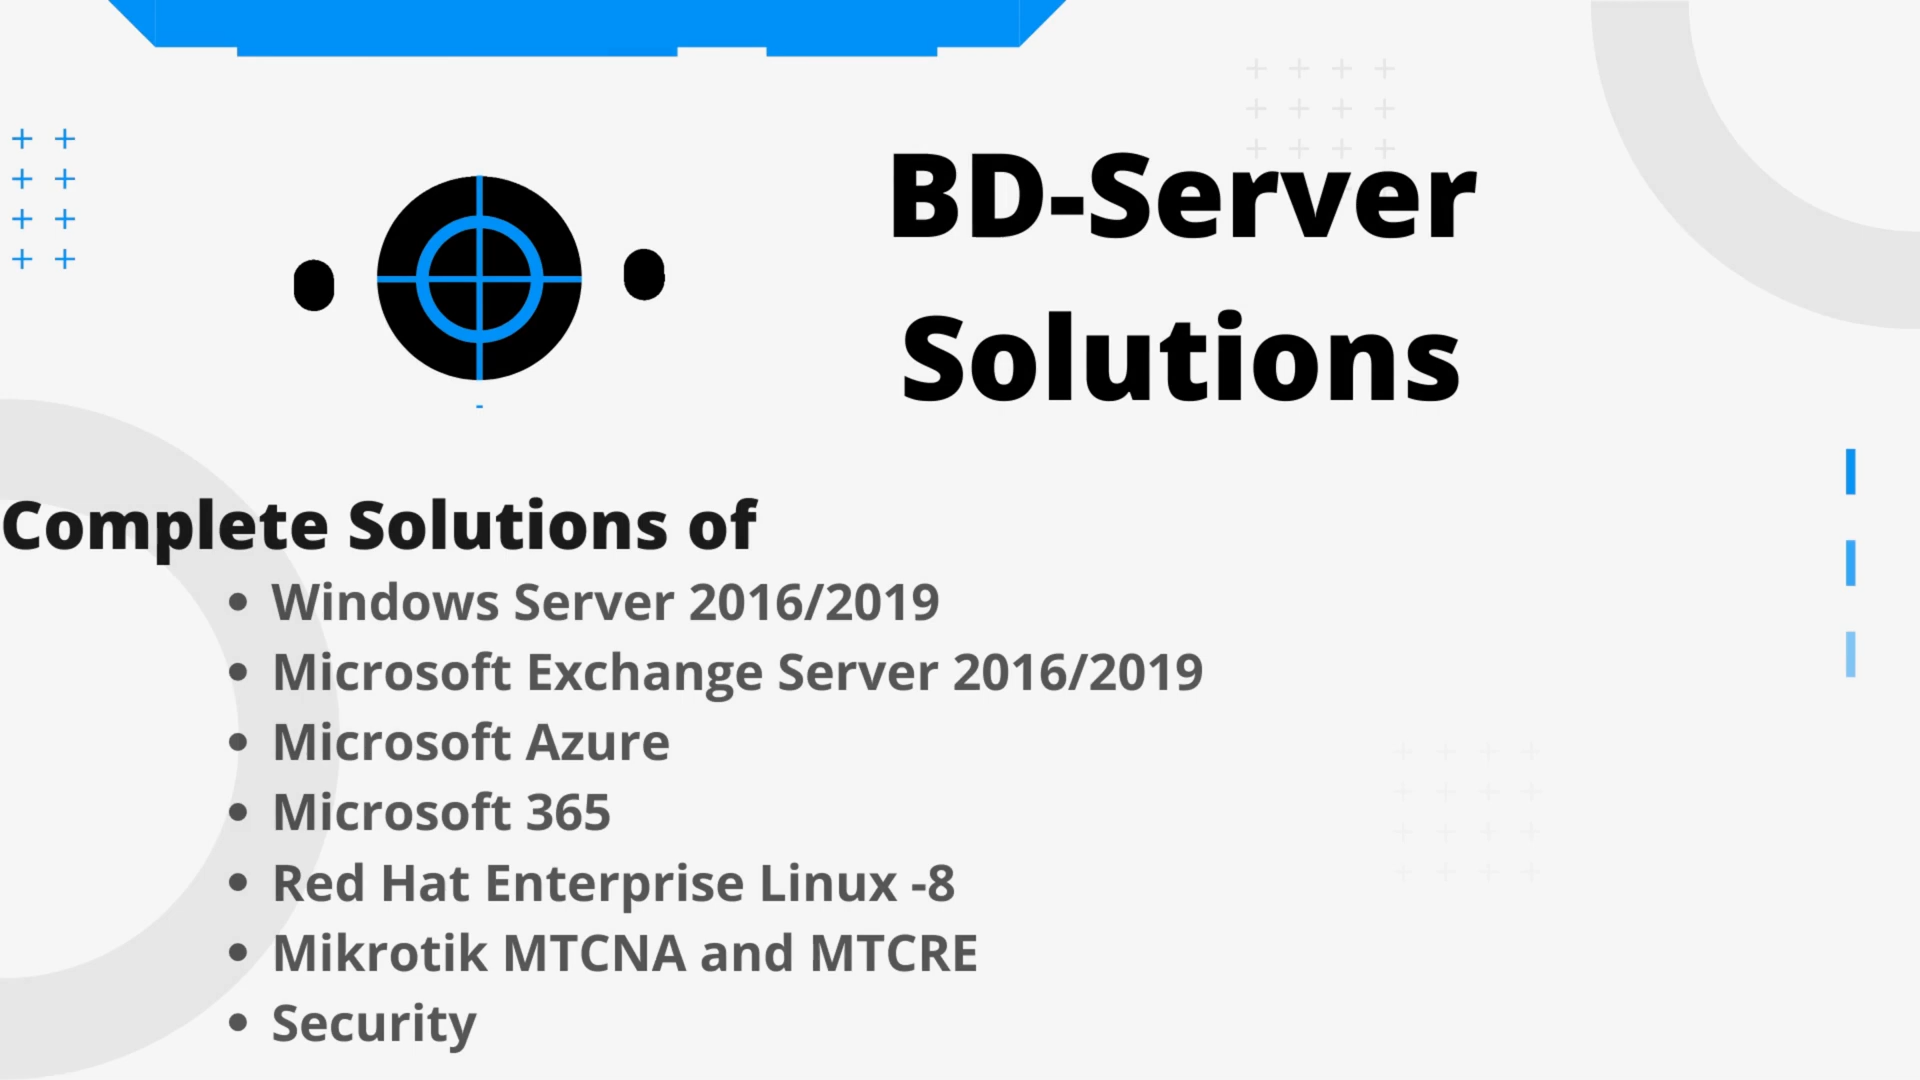 BD-Server
Solutions
Complete Solutions of
• Windows Server 2016/2019
• Microsoft Exchange Server 2016/2019
• Microsoft Azure
• Microsoft 365
• Red Hat Enterprise Linux -8
• Mikrotik MTCNA and MTCRE
• Security